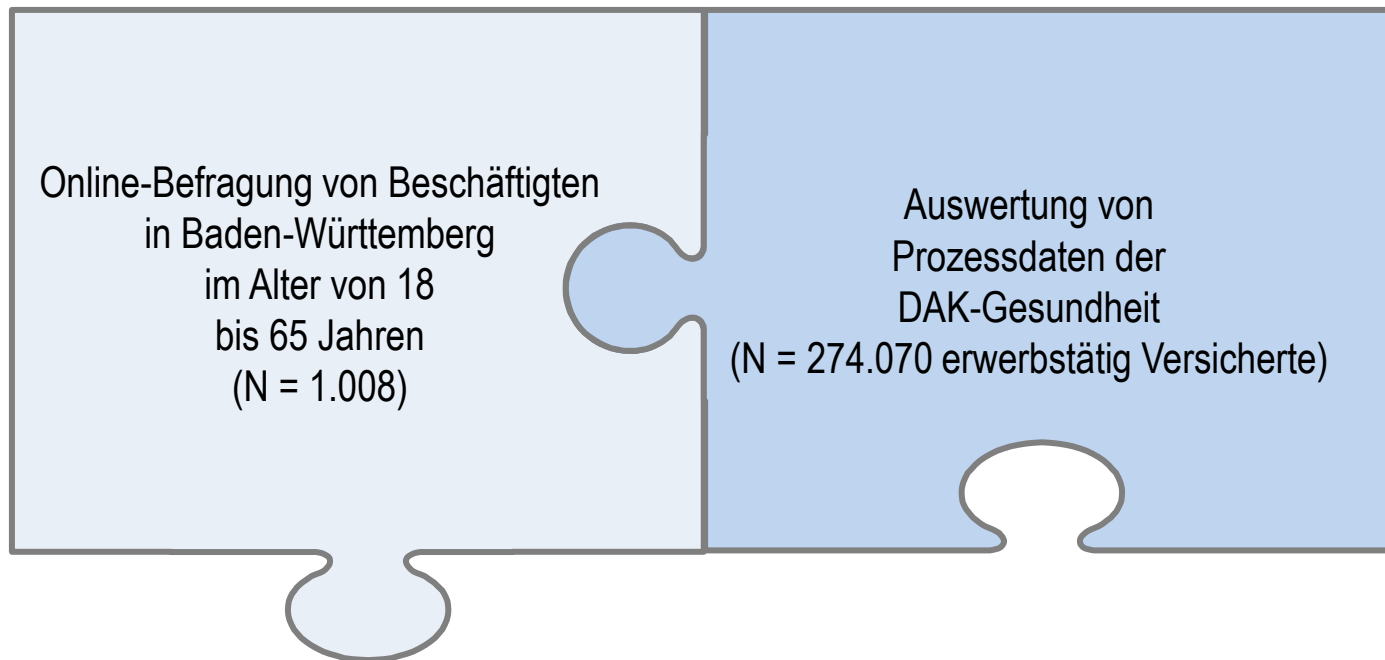 Online-Befragung von Beschäftigten
in Baden-Württemberg
im Alter von 18
bis 65 Jahren
(N = 1.008)
Auswertung von
Prozessdaten der
DAK-Gesundheit
(N = 274.070 erwerbstätig Versicherte)